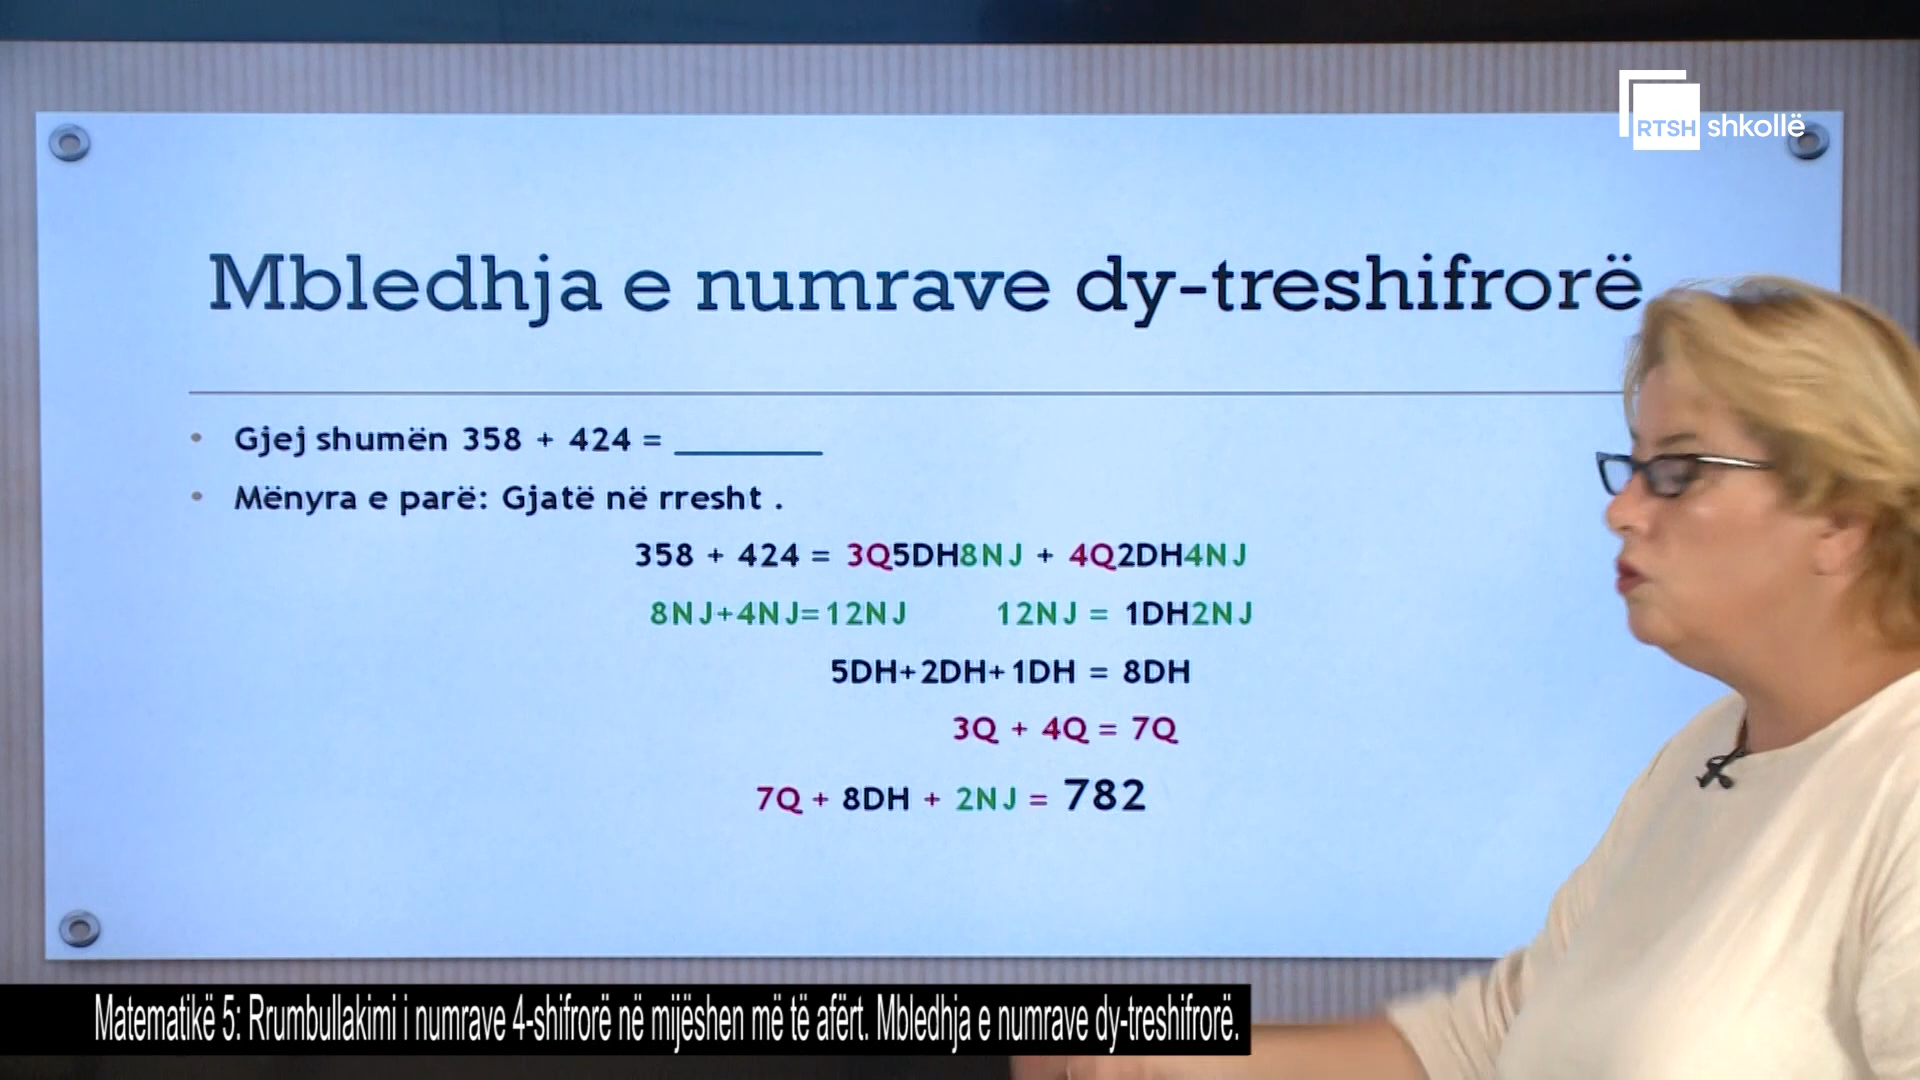 RTSH shkollë
Mbledhja e numrave dy-treshifrorë
• Gjej shumën 358 + 424 = ________
• Mënyra e parë: Gjatë në rresht .
358 + 424 = 3Q5DH8NJ + 4Q2DH4NJ
8NJ+4NJ=12NJ 12NJ = 1DH2NJ
5DH+2DH+1DH = 8DH
3Q + 4Q = 7Q
7Q + 8DH + 2NJ = 782
Matematikë 5: Rrumbullakimi i numrave 4-shifrorë në mijëshen më të afërt. Mbledhja e numrave dy-treshifrorë.